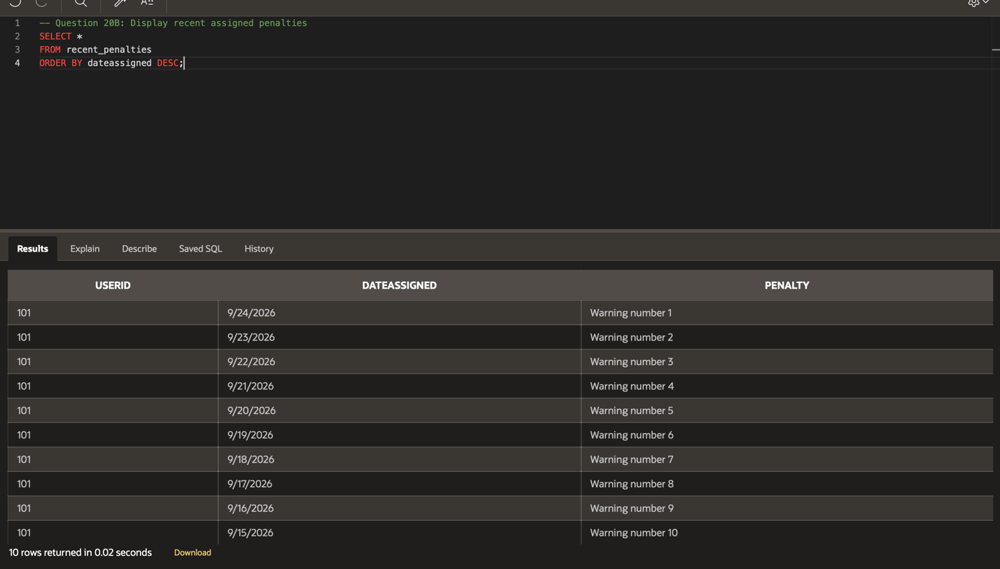 1 -- Question 20B: Display recent assigned penalties
2 SELECT *
3 FROM recent_penalties
4 ORDER BY dateassigned DESC;
Results Explain Describe Saved SQL History
USERID DATEASSIGNED PENALTY
101 9/24/2026 Warning number 1
101 9/23/2026 Warning number 2
101 9/22/2026 Warning number 3
101 9/21/2026 Warning number 4
101 9/20/2026 Warning number 5
101 9/19/2026 Warning number 6
101 9/18/2026 Warning number 7
101 9/17/2026 Warning number 8
101 9/16/2026 Warning number 9
101 9/15/2026 Warning number 10
10 rows returned in 0.02 seconds Download